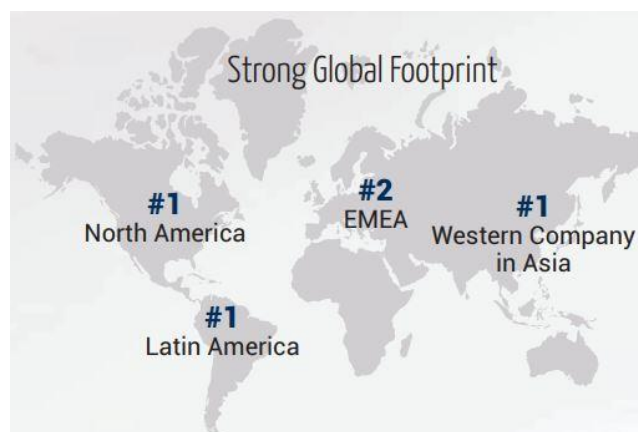 Strong Global Footprint
#1
North America
#2
EMEA
#1
Western Company
in Asia
#1
Latin America